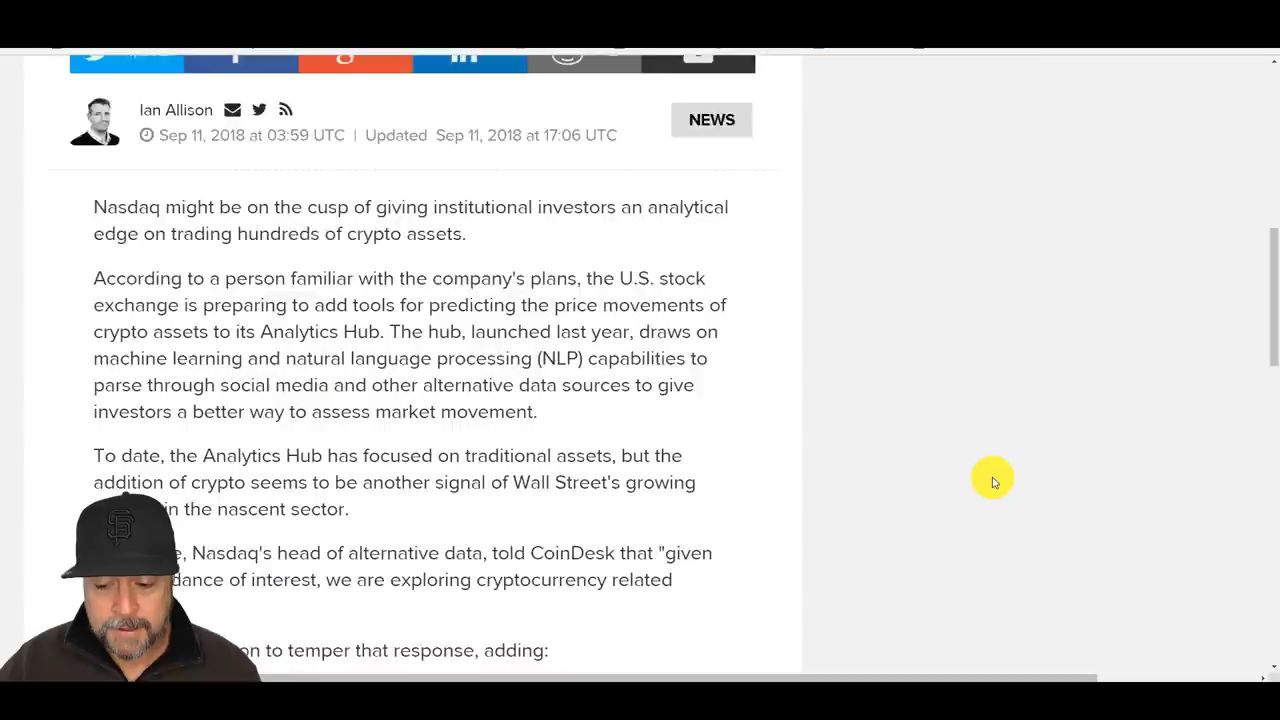 Ian Allison
Sep 11, 2018 at 03:59 UTC | Updated Sep 11, 2018 at 17:06 UTC
NEWS
Nasdaq might be on the cusp of giving institutional investors an analytical
edge on trading hundreds of crypto assets.
According to a person familiar with the company's plans, the U.S. stock
exchange is preparing to add tools for predicting the price movements of
crypto assets to its Analytics Hub. The hub, launched last year, draws on
machine learning and natural language processing (NLP) capabilities to
parse through social media and other alternative data sources to give
investors a better way to assess market movement.
To date, the Analytics Hub has focused on traditional assets, but the
addition of crypto seems to be another signal of Wall Street's growing
in the nascent sector.
Nasdaq's head of alternative data, told CoinDesk that "given
of interest, we are exploring cryptocurrency related
to temper that response, adding: